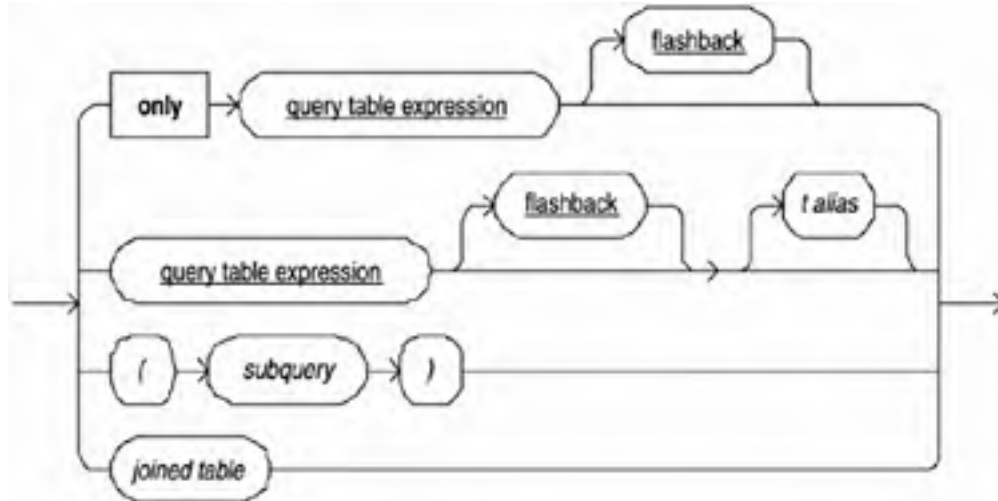 flashback
only query table expression
flashback t alias
query table expression
( subquery )
joined table